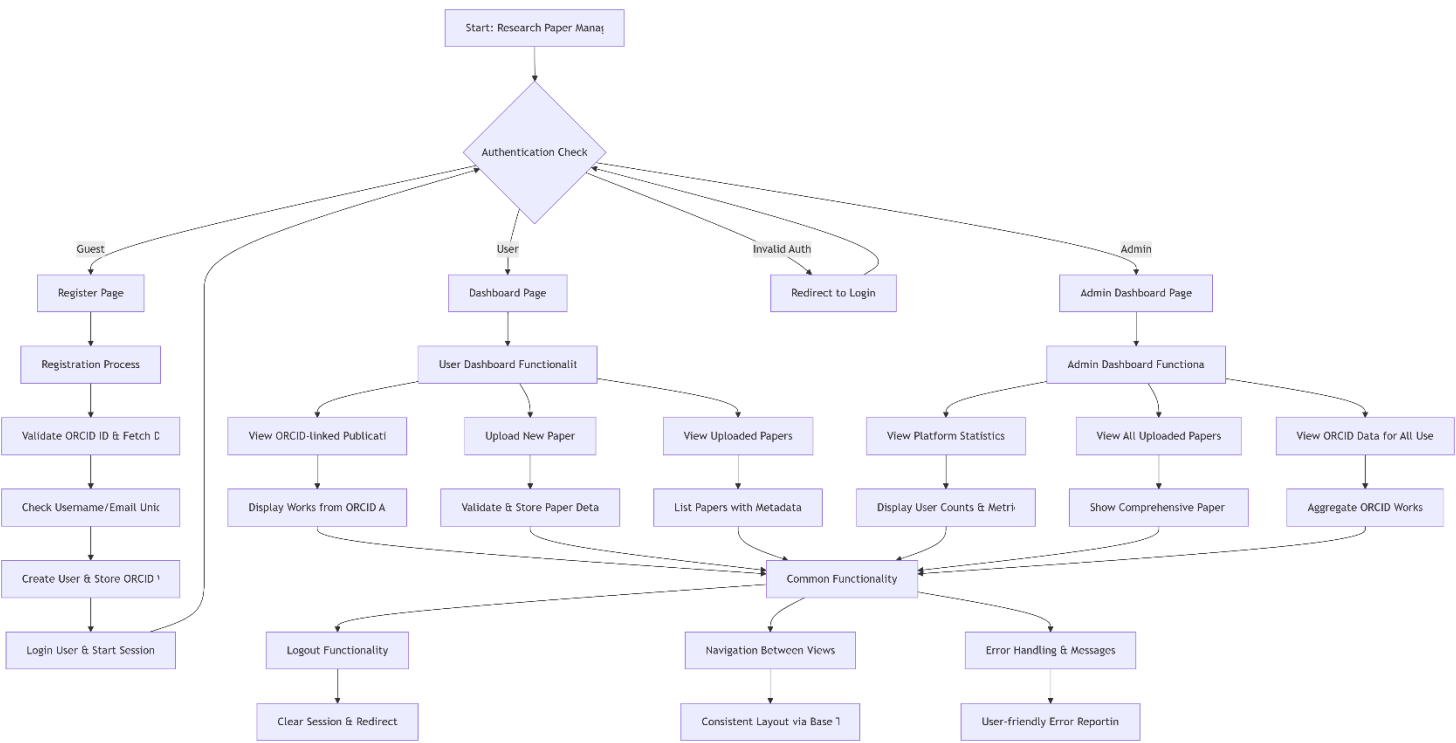 Start: Research Paper Manag
Authentication Check
Guest
User
Invalid Auth
Admin
Register Page
Dashboard Page
Redirect to Login
Admin Dashboard Page
Registration Process
User Dashboard Functionalit
Admin Dashboard Functiona
Validate ORCID ID & Fetch D
View ORCID-linked Publicati
Upload New Paper
View Uploaded Papers
View Platform Statistics
View All Uploaded Papers
View ORCID Data for All Use
Check Username/Email Uniq
Display Works from ORCID A
Validate & Store Paper Deta
List Papers with Metadata
Display User Counts & Metri
Show Comprehensive Paper
Aggregate ORCID Works
Create User & Store ORCID
Common Functionality
Login User & Start Session
Logout Functionality
Navigation Between Views
Error Handling & Messages
Clear Session & Redirect
Consistent Layout via Base T
User-friendly Error Reportin